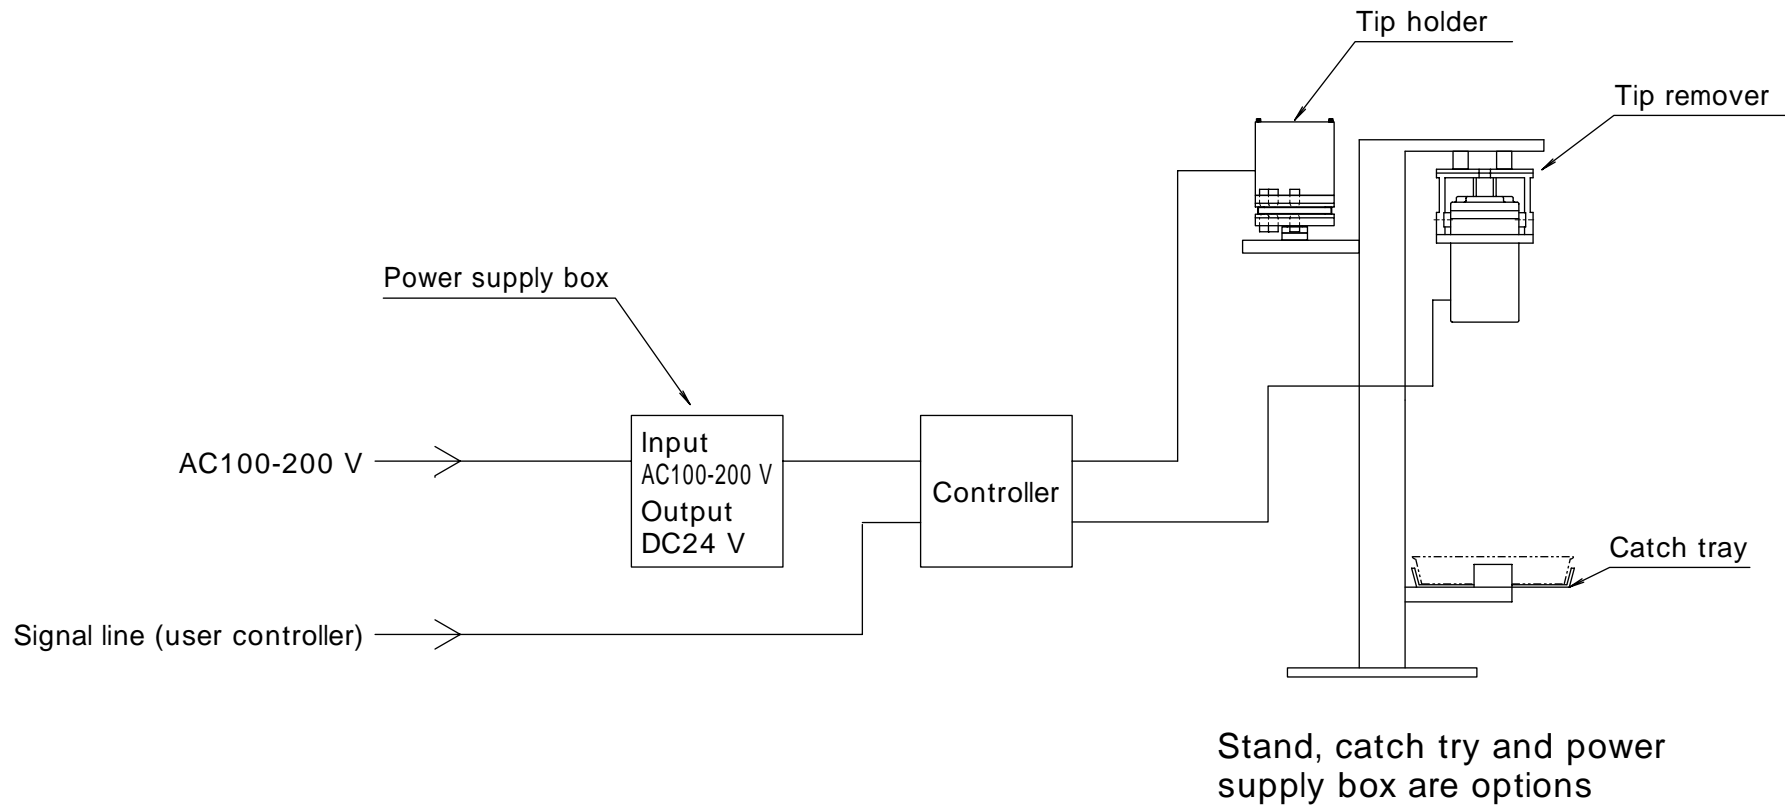 Tip holder
Tip remover
Power supply box
AC100-200 V
Input
AC100-200 V
Output
DC24 V
Controller
Catch tray
Signal line (user controller)
Stand, catch try and power
supply box are options